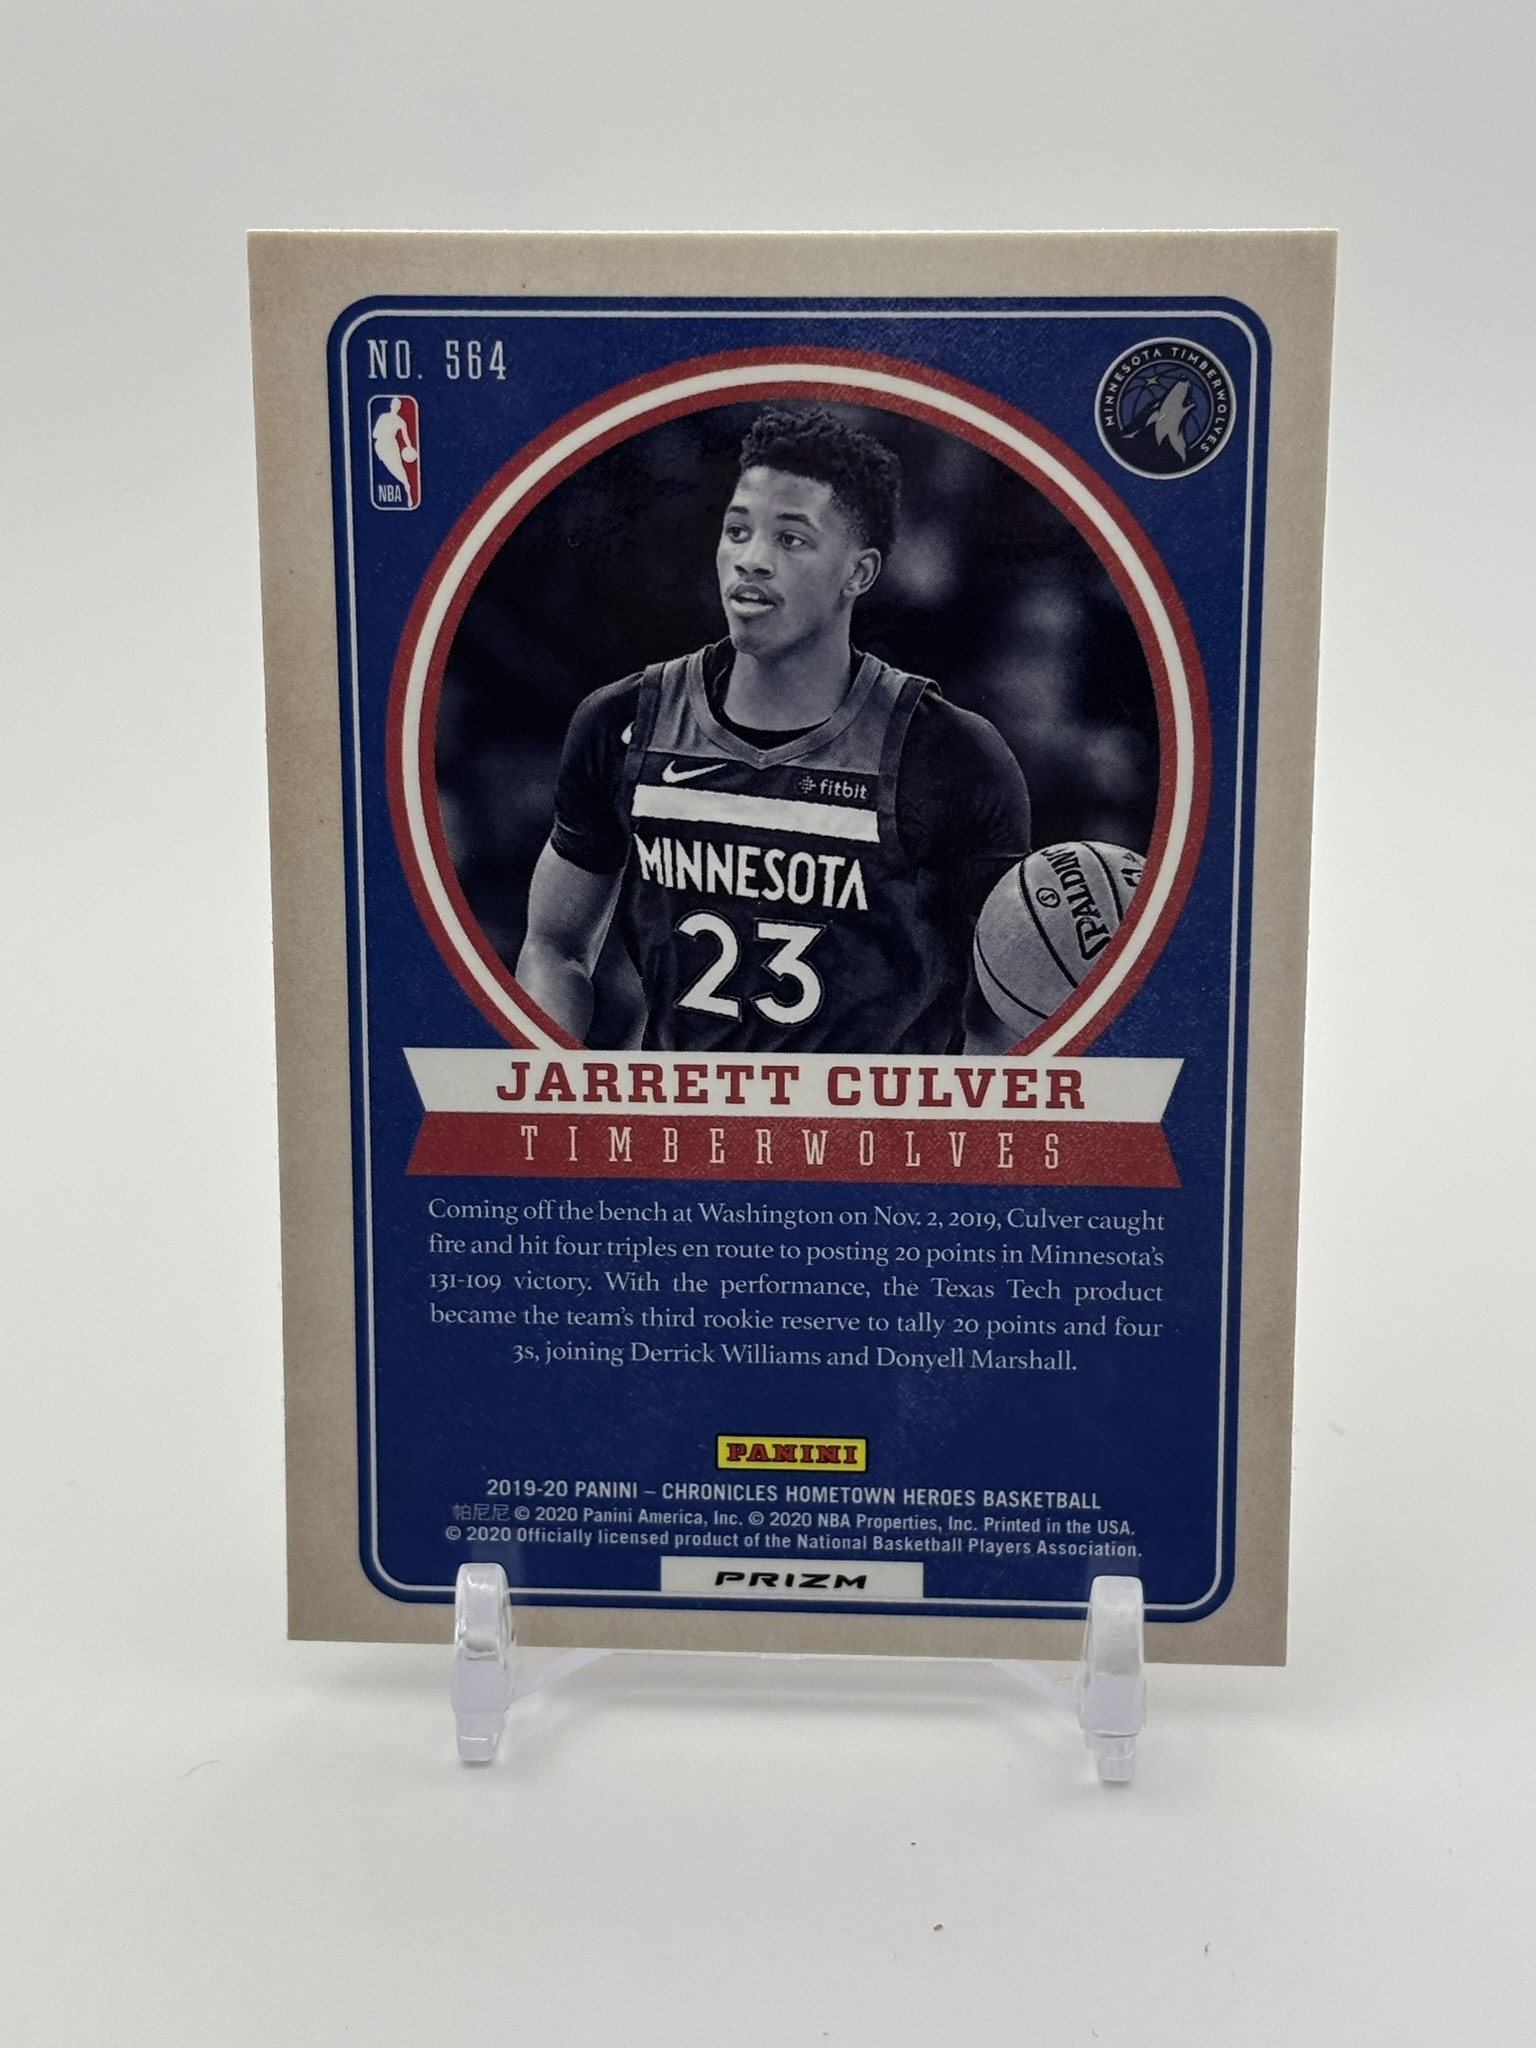 NO. 564
NBA
MINNESOTA TIMBERWOLVES
fitbit
MINNESOTA
23
SPALDING
JARRETT CULVER
TIMBERWOLVES
Coming off the bench at Washington on Nov. 2, 2019, Culver caught
fire and hit four triples en route to posting 20 points in Minnesota's
131-109 victory. With the performance, the Texas Tech product
became the team's third rookie reserve to tally 20 points and four
3s, joining Derrick Williams and Donyell Marshall.
PANINI
2019-20 PANINI – CHRONICLES HOMETOWN HEROES BASKETBALL
帕尼尼 © 2020 Panini America, Inc. © 2020 NBA Properties, Inc. Printed in the USA.
© 2020 Officially licensed product of the National Basketball Players Association.
PRIZM